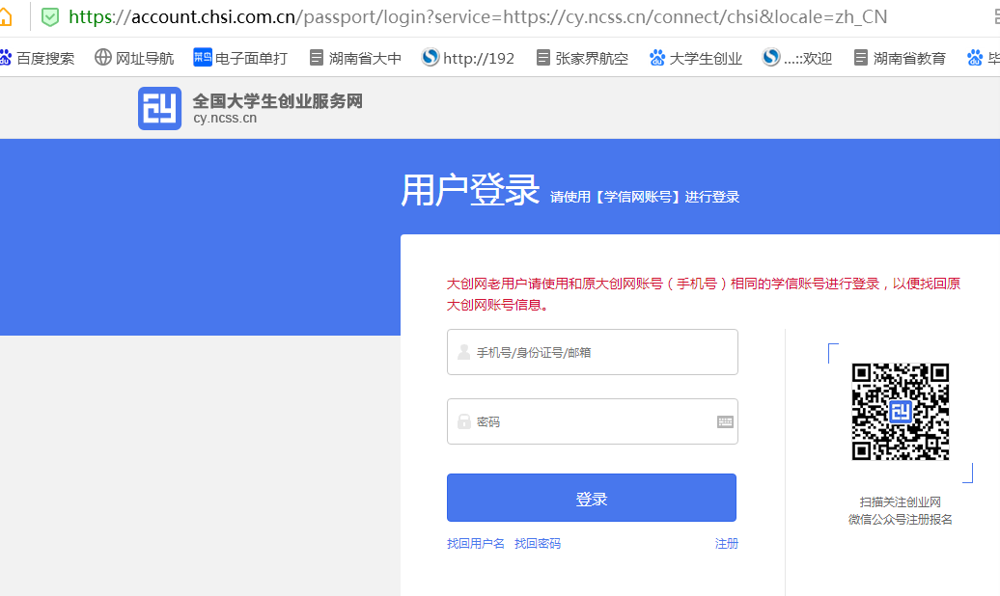 https://account.chsi.com.cn/passport/login?service=https://cy.ncss.cn/connect/chsi&locale=zh_CN
百度搜索 网址导航 菜鸟 电子面单打 湖南省大中 http://192 张家界航空 大学生创业 ...::欢迎 湖南省教育 毕
全国大学生创业服务网
cy.ncss.cn
用户登录 请使用【学信网账号】进行登录
大创网老用户请使用和原大创网账号（手机号）相同的学信账号进行登录，以便找回原
大创网账号信息。
手机号/身份证号/邮箱
密码
登录
找回用户名 找回密码 注册
扫描关注创业网
微信公众号注册报名